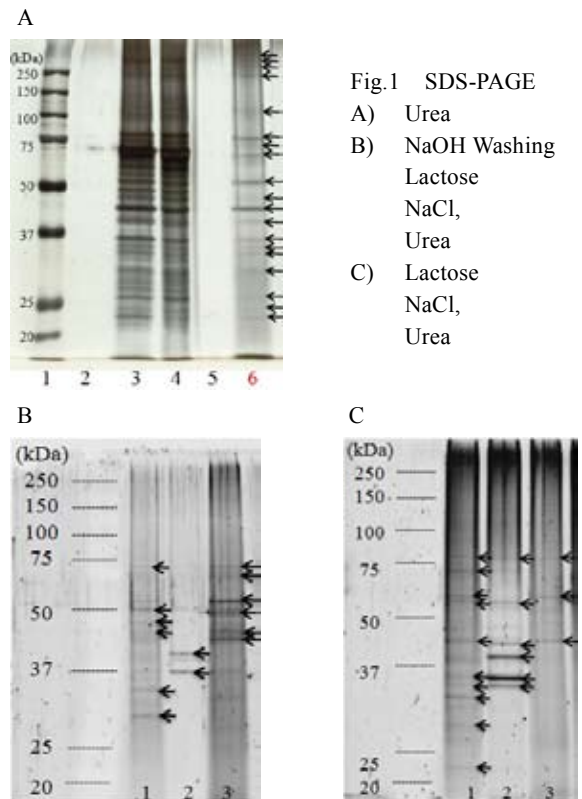 A
(kDa)
250
150
100
75
50
37
25
20
1 2 3 4 5 6
Fig.1 SDS-PAGE
A) Urea
B) NaOH Washing
Lactose
NaCl,
Urea
C) Lactose
NaCl,
Urea
B
(kDa)
250
150
100
75
50
37
25
20
1 2 3
C
(kDa)
250
150
100
75
50
37
25
20
1 2 3